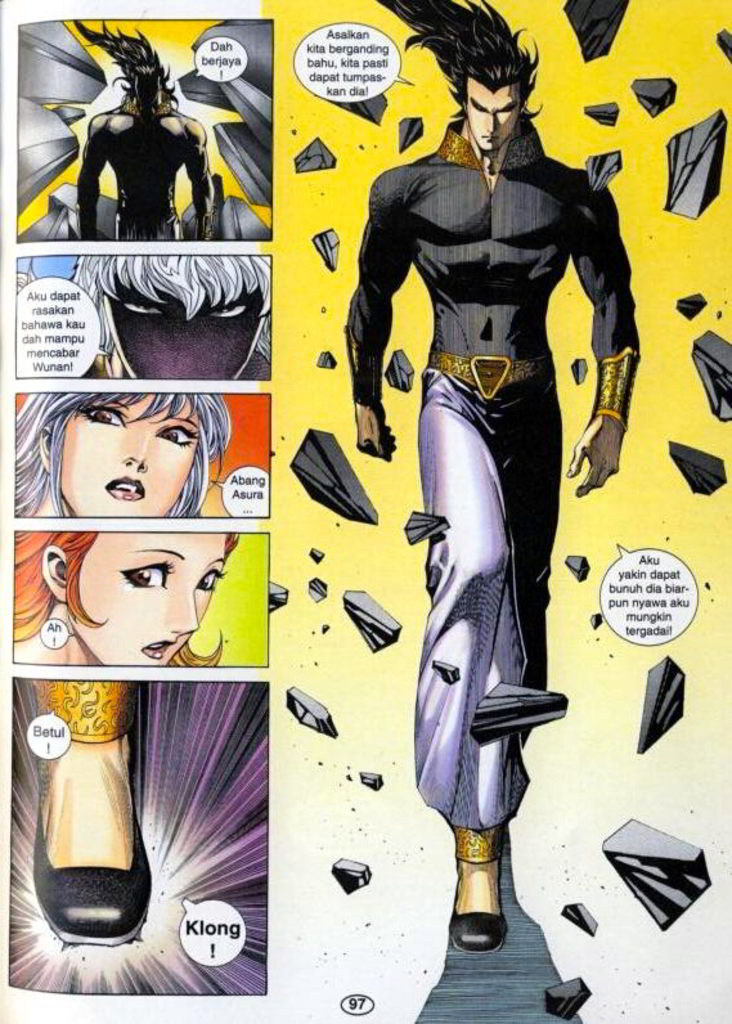 Dah
berjaya
!
Aku dapat
rasakan
bahawa kau
dah mampu
mencabar
Wunan!
Abang
Asura
...
Ah
!
Betul
!
Klong
!
Asalkan
kita berganding
bahu, kita pasti
dapat tumpas-
kan dia!
Aku
yakin dapat
bunuh dia biar-
pun nyawa aku
mungkin
tergadai!
97